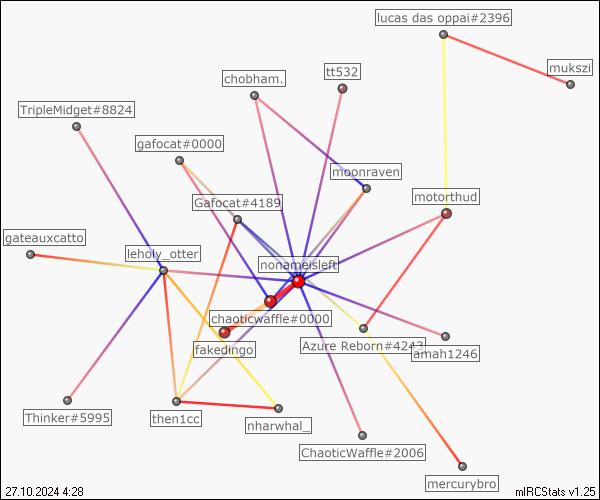 lucas das oppai#2396
mukszi
tt532
chobham.
TripleMidget#8824
gafocat#0000
moonraven
motorthud
Gafocat#4189
gateauxcatto
leholy_otter
nonameisleft
chaoticwaffle#0000
Azure Reborn#4243
amah1246
fakedingo
Thinker#5995
then1cc
nharwhal_
ChaoticWaffle#2006
mercurybro
27.10.2024 4:28
mIRCStats v1.25